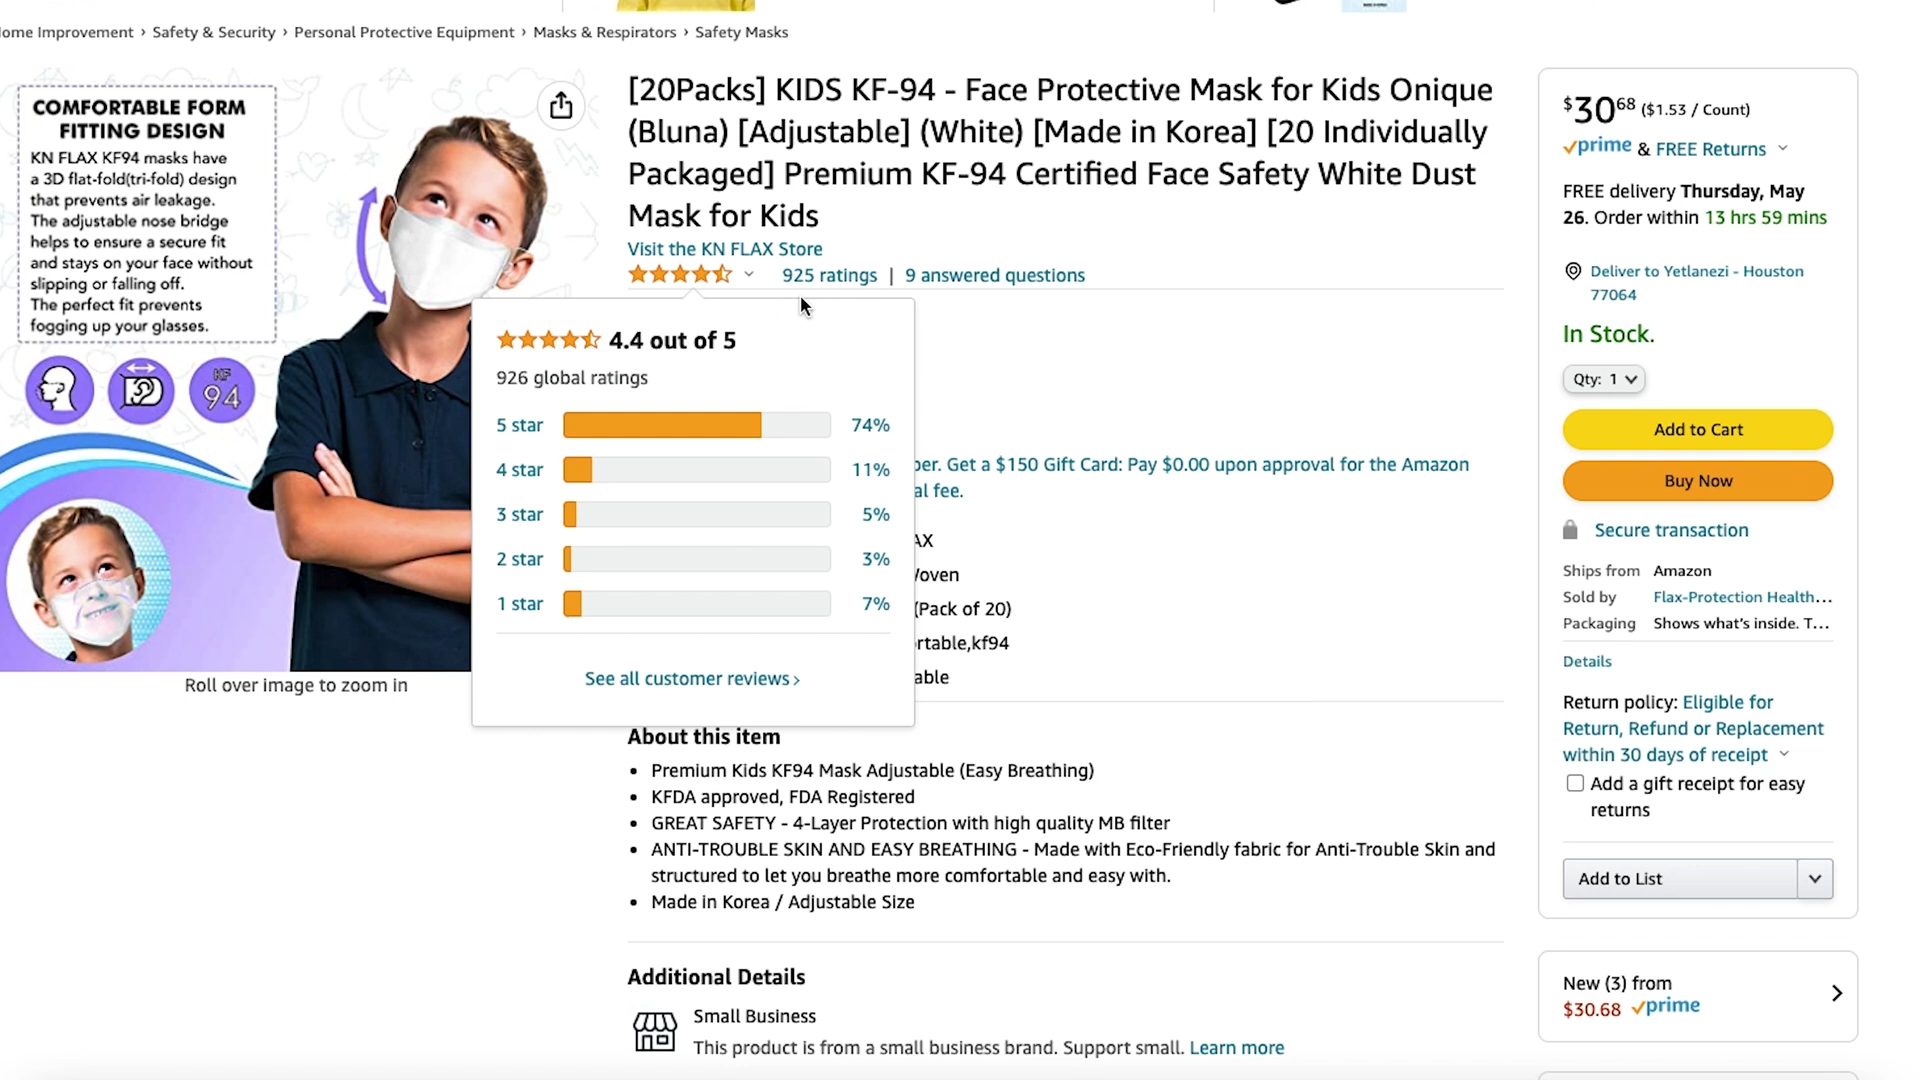 ome Improvement › Safety & Security › Personal Protective Equipment › Masks & Respirators › Safety Masks
COMFORTABLE FORM
FITTING DESIGN
KN FLAX KF94 masks have
a 3D flat-fold(tri-fold) design
that prevents air leakage.
The adjustable nose bridge
helps to ensure a secure fit
and stays on your face without
slipping or falling off.
The perfect fit prevents
fogging up your glasses.
KF
94
Roll over image to zoom in
[20Packs] KIDS KF-94 - Face Protective Mask for Kids Onique
(Bluna) [Adjustable] (White) [Made in Korea] [20 Individually
Packaged] Premium KF-94 Certified Face Safety White Dust
Mask for Kids
Visit the KN FLAX Store
925 ratings | 9 answered questions
4.4 out of 5
926 global ratings
5 star 74%
4 star 11%
3 star 5%
2 star 3%
1 star 7%
See all customer reviews ›
ber. Get a $150 Gift Card: Pay $0.00 upon approval for the Amazon
al fee.
AX
Woven
(Pack of 20)
rtable,kf94
able
About this item
• Premium Kids KF94 Mask Adjustable (Easy Breathing)
• KFDA approved, FDA Registered
• GREAT SAFETY - 4-Layer Protection with high quality MB filter
• ANTI-TROUBLE SKIN AND EASY BREATHING - Made with Eco-Friendly fabric for Anti-Trouble Skin and
structured to let you breathe more comfortable and easy with.
• Made in Korea / Adjustable Size
Additional Details
Small Business
This product is from a small business brand. Support small. Learn more
$30.68 ($1.53 / Count)
prime & FREE Returns
FREE delivery Thursday, May
26. Order within 13 hrs 59 mins
Deliver to Yetlanezi - Houston
77064
In Stock.
Qty: 1
Add to Cart
Buy Now
Secure transaction
Ships from Amazon
Sold by Flax-Protection Health...
Packaging Shows what's inside. T...
Details
Return policy: Eligible for
Return, Refund or Replacement
within 30 days of receipt
Add a gift receipt for easy
returns
Add to List
New (3) from
$30.68 prime